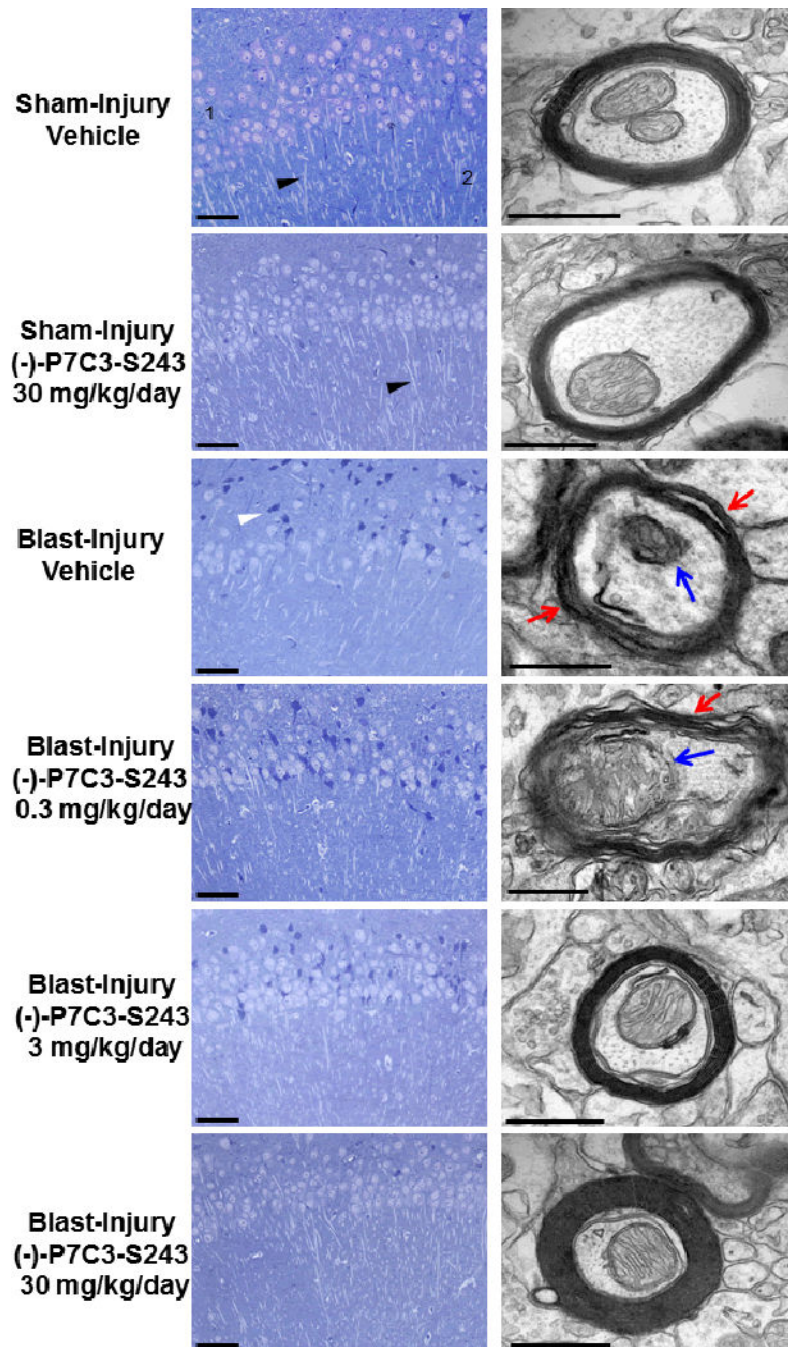 Sham-Injury
Vehicle
1
2
Sham-Injury
(-)-P7C3-S243
30 mg/kg/day
Blast-Injury
Vehicle
Blast-Injury
(-)-P7C3-S243
0.3 mg/kg/day
Blast-Injury
(-)-P7C3-S243
3 mg/kg/day
Blast-Injury
(-)-P7C3-S243
30 mg/kg/day